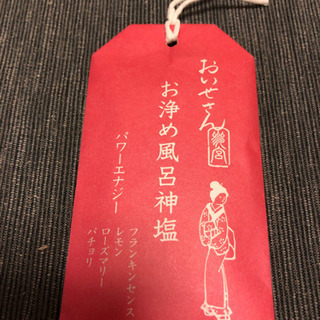 おいせさん
お浄め風呂神塩
パワーエナジー
フランキンセンス
レモン
ローズマリー
パチョリ